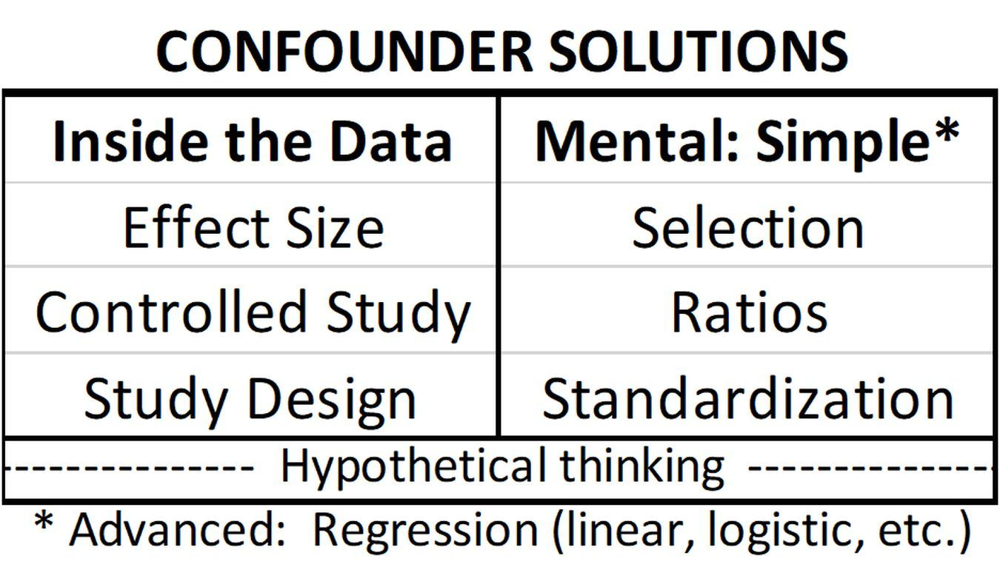 CONFOUNDER SOLUTIONS
Inside the Data Mental: Simple*
Effect Size Selection
Controlled Study Ratios
Study Design Standardization
--------------- Hypothetical thinking ---------------
* Advanced: Regression (linear, logistic, etc.)